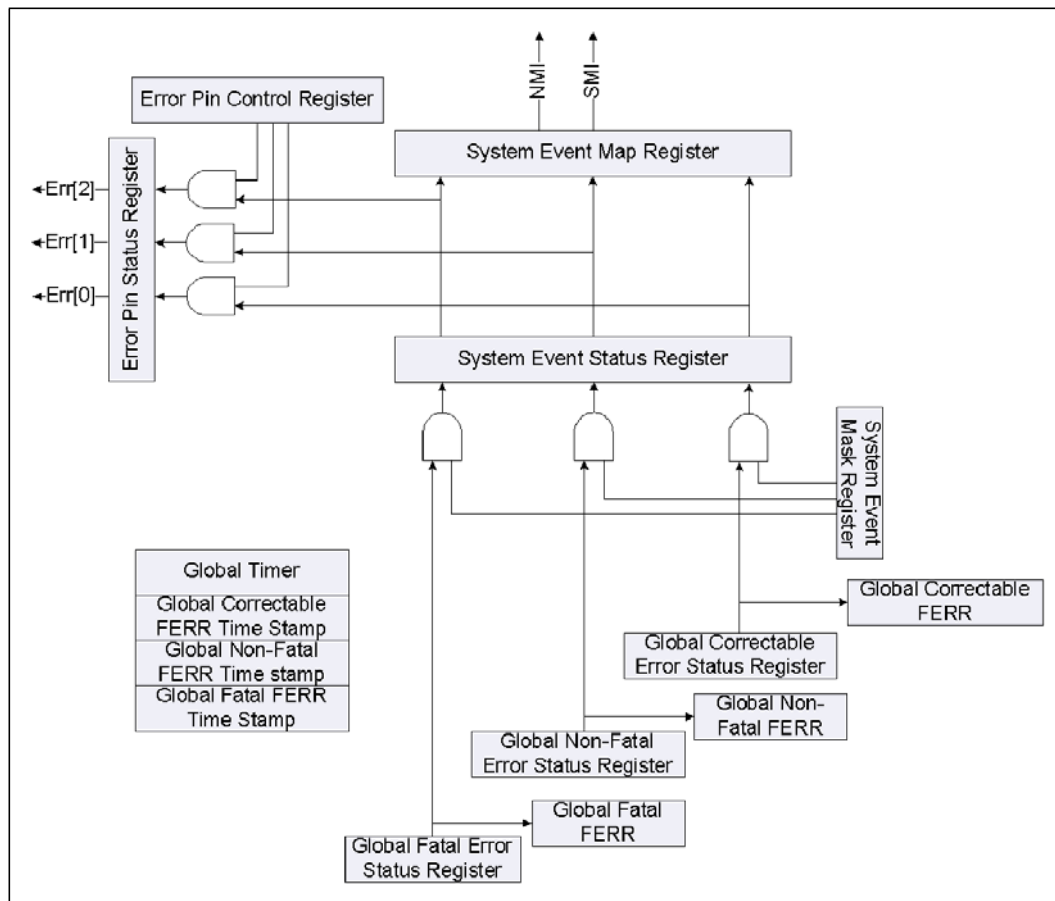 NMI
SMI
Error Pin Control Register
System Event Map Register
Error Pin Status Register
Err[2]
Err[1]
Err[0]
System Event Status Register
System Event
Mask Register
Global Timer
Global Correctable
FERR Time Stamp
Global Non-Fatal
FERR Time stamp
Global Fatal FERR
Time Stamp
Global Correctable
FERR
Global Correctable
Error Status Register
Global Non-
Fatal FERR
Global Non-Fatal
Error Status Register
Global Fatal
FERR
Global Fatal Error
Status Register